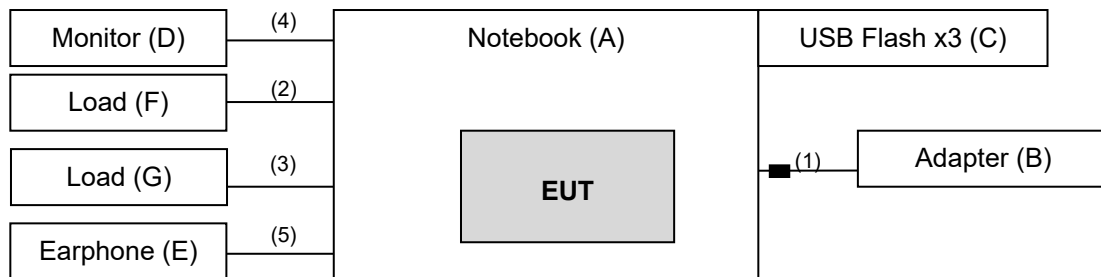 Monitor (D)
(4)
Notebook (A)
USB Flash x3 (C)
Load (F)
(2)
Load (G)
(3)
EUT
(1)
Adapter (B)
Earphone (E)
(5)